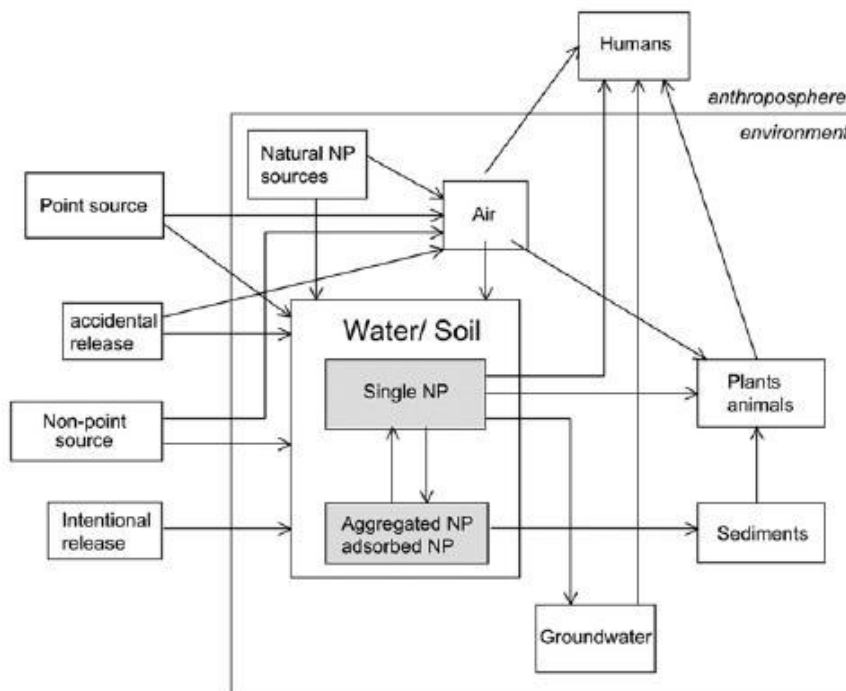 Humans
anthroposphere
environment
Natural NP
sources
Point source
Air
accidental
release
Water/ Soil
Single NP
Plants
animals
Non-point
source
Intentional
release
Aggregated NP
adsorbed NP
Sediments
Groundwater